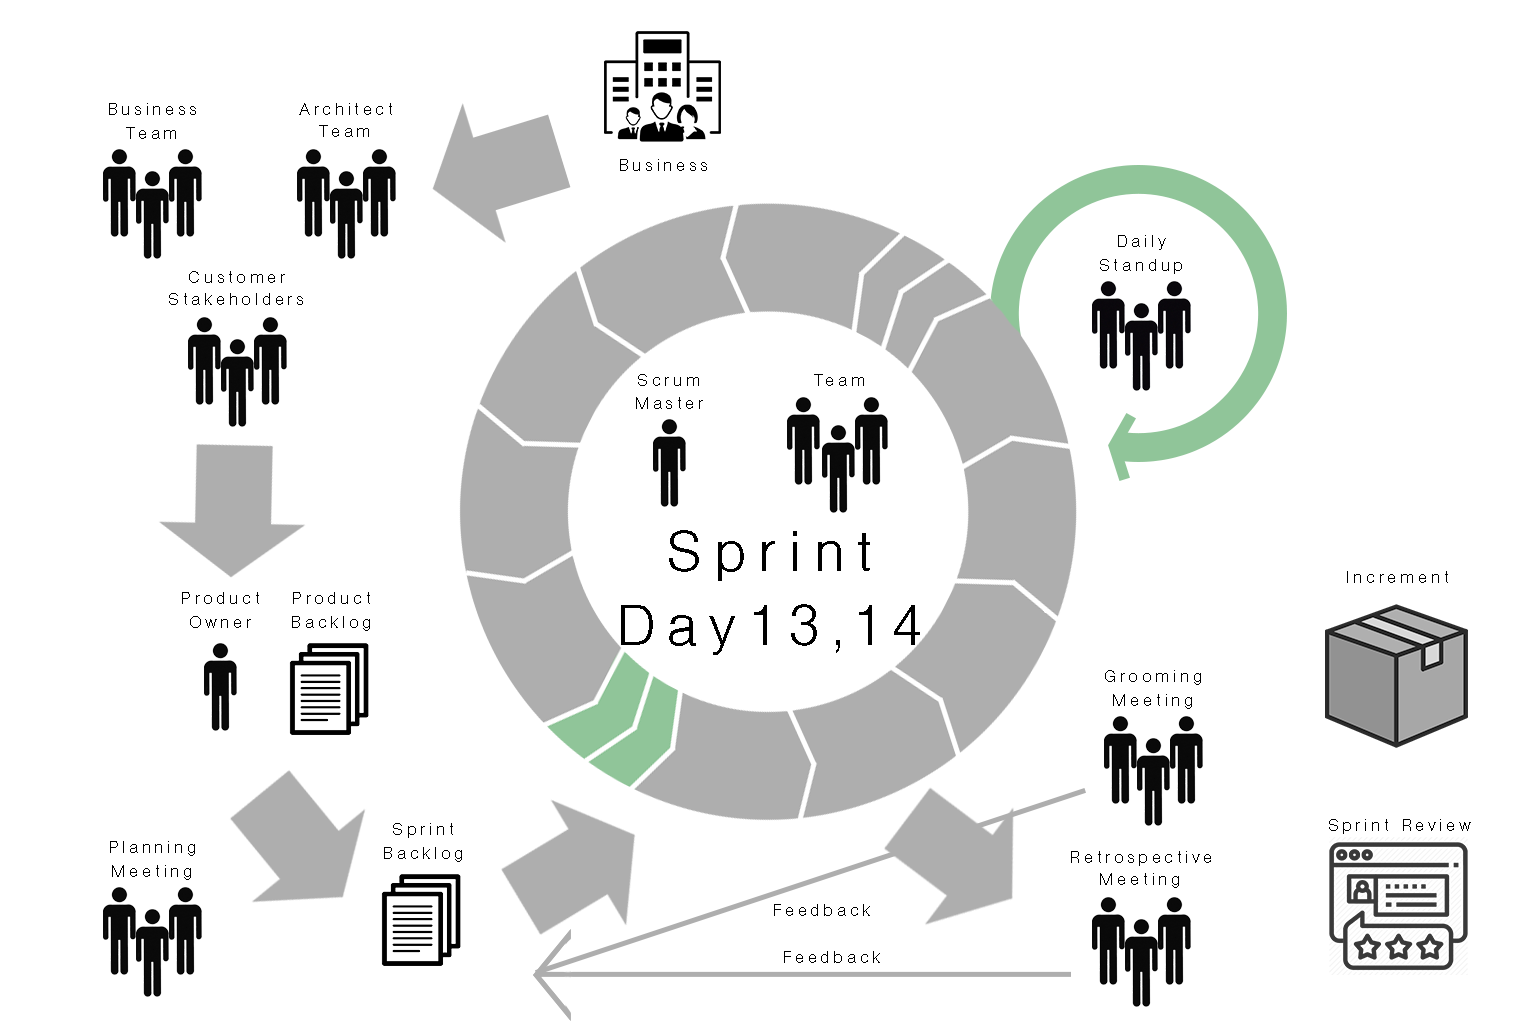 Business
Business
Team
Architect
Team
Customer
Stakeholders
Daily
Standup
Scrum
Master
Team
Sprint
Day13,14
Product
Owner
Product
Backlog
Increment
Grooming
Meeting
Planning
Meeting
Sprint
Backlog
Sprint Review
Retrospective
Meeting
Feedback
Feedback